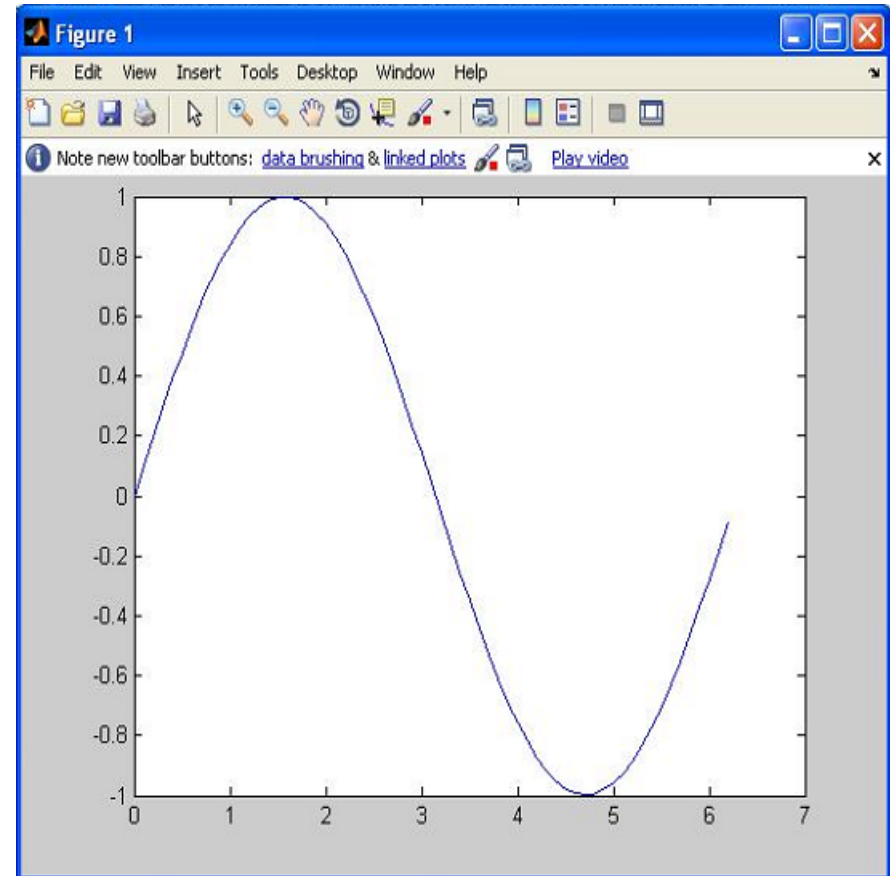 Figure 1
File Edit View Insert Tools Desktop Window Help
Note new toolbar buttons: data brushing & linked plots Play video
1
0.8
0.6
0.4
0.2
0
-0.2
-0.4
-0.6
-0.8
-1
0 1 2 3 4 5 6 7